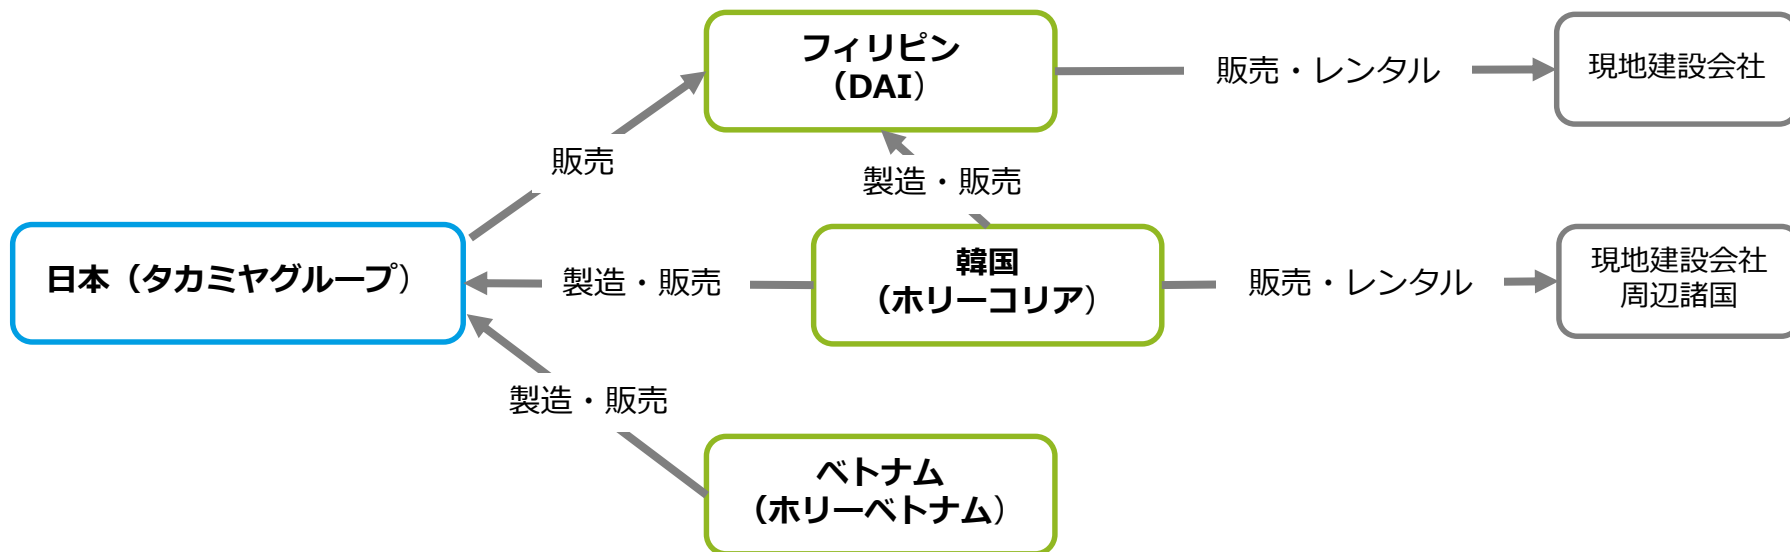 フィリピン
（DAI）
販売・レンタル
現地建設会社
販売
製造・販売
日本（タカミヤグループ）
製造・販売
韓国
（ホリーコリア）
販売・レンタル
現地建設会社
周辺諸国
製造・販売
ベトナム
（ホリーベトナム）